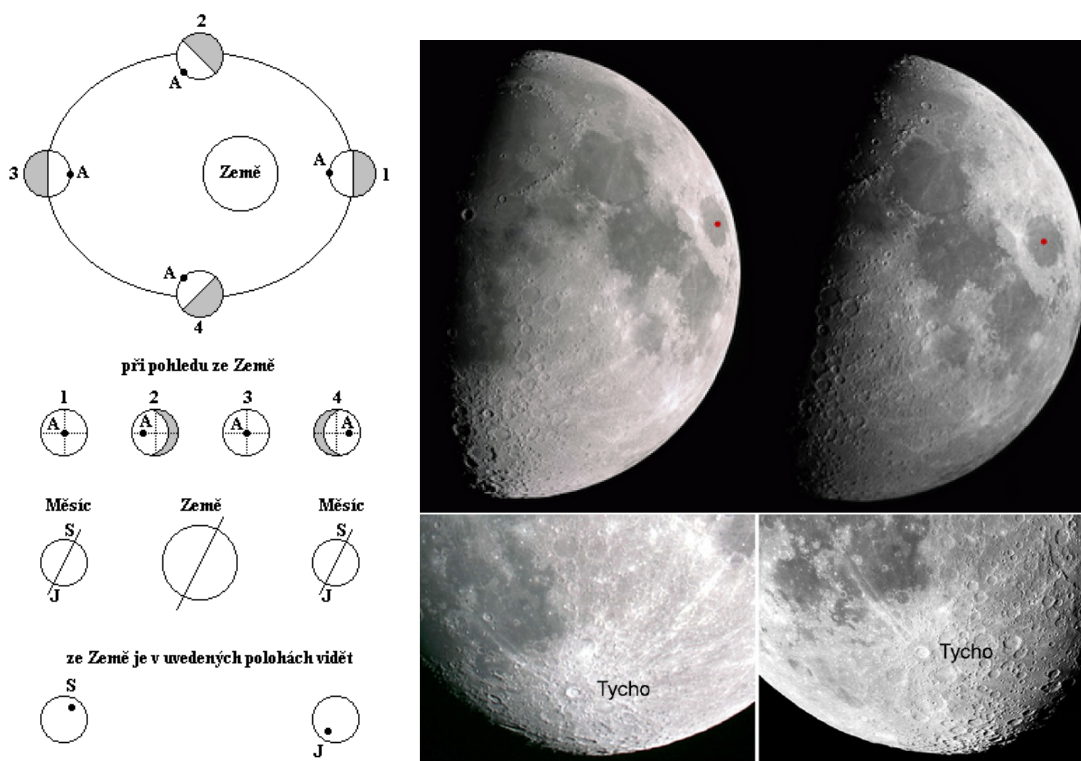 2
A
3
A
Země
A
1
A
4
při pohledu ze Země
1 2 3 4
A A A A
Měsíc Země Měsíc
S S
J J
ze Země je v uvedených polohách vidět
S
J
Tycho
Tycho